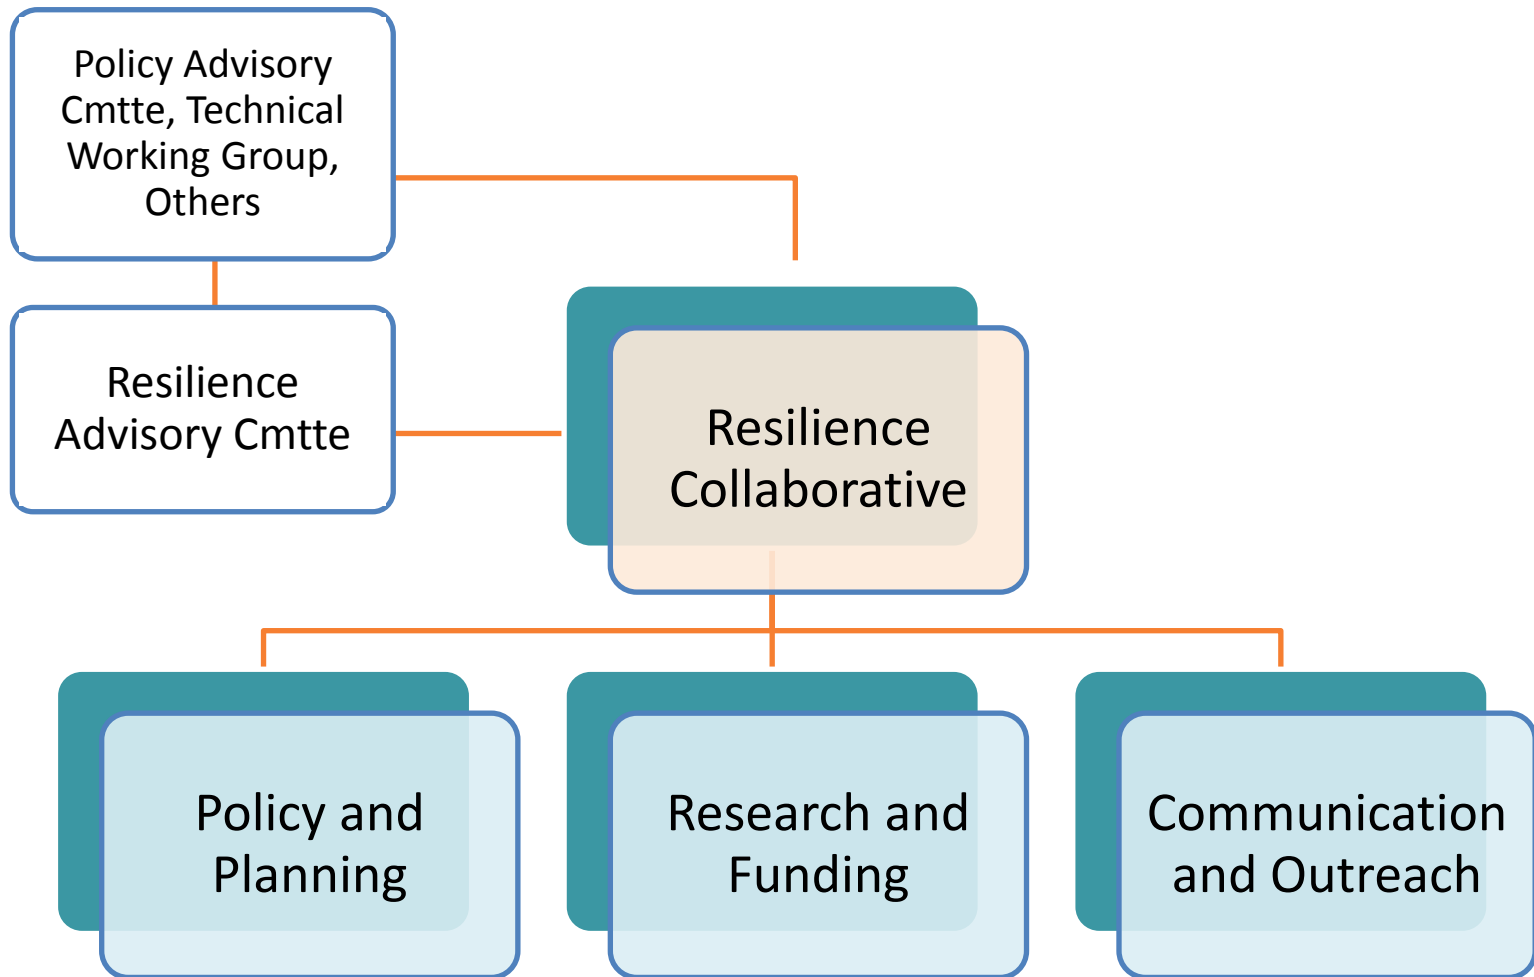 Policy Advisory
Cmtte, Technical
Working Group,
Others
Resilience
Advisory Cmtte
Resilience
Collaborative
Policy and
Planning
Research and
Funding
Communication
and Outreach